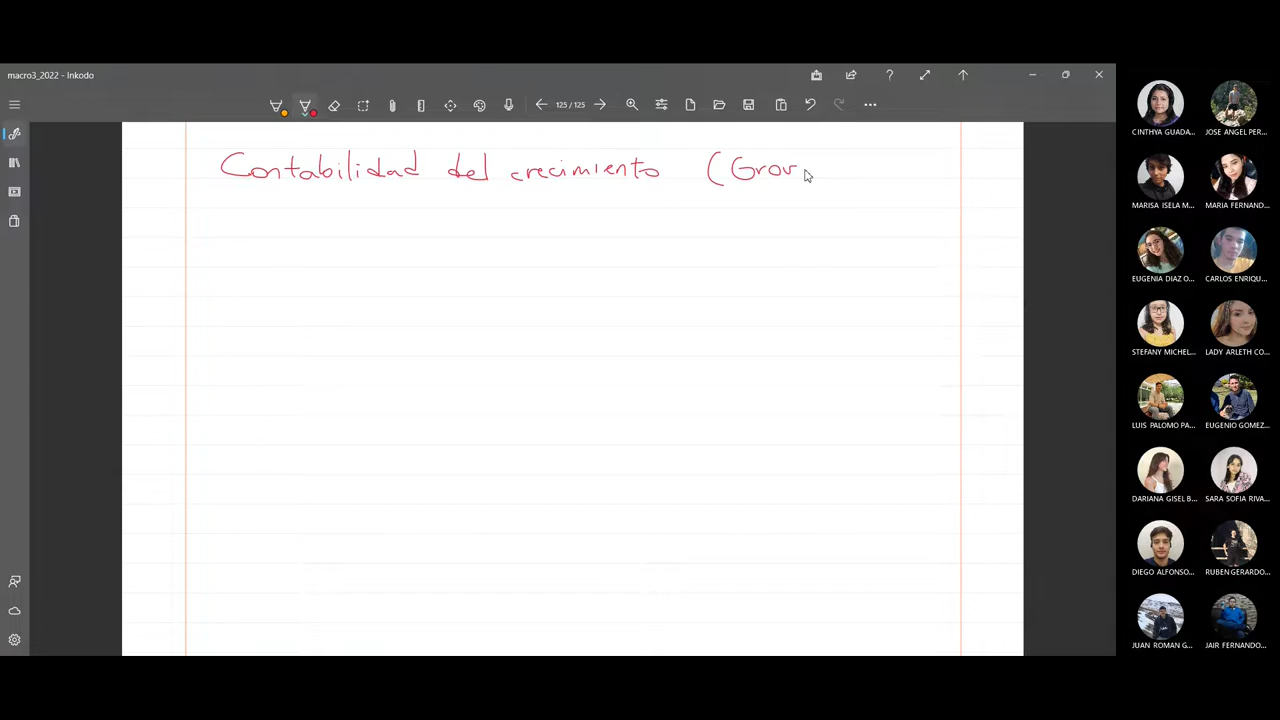 macro3_2022 - Inkodo
125 / 125
Contabilidad del crecimiento (Grow
CINTHYA GUADA...
JOSE ANGEL PER...
MARISA ISELA M...
MARIA FERNAND...
EUGENIA DIAZ O...
CARLOS ENRIQU...
STEFANY MICHEL...
LADY ARLETH CO...
LUIS PALOMO PA...
EUGENIO GOMEZ...
DARIANA GISEL B...
SARA SOFIA RIVA...
DIEGO ALFONSO...
RUBEN GERARDO...
JUAN ROMAN G...
JAIR FERNANDO...